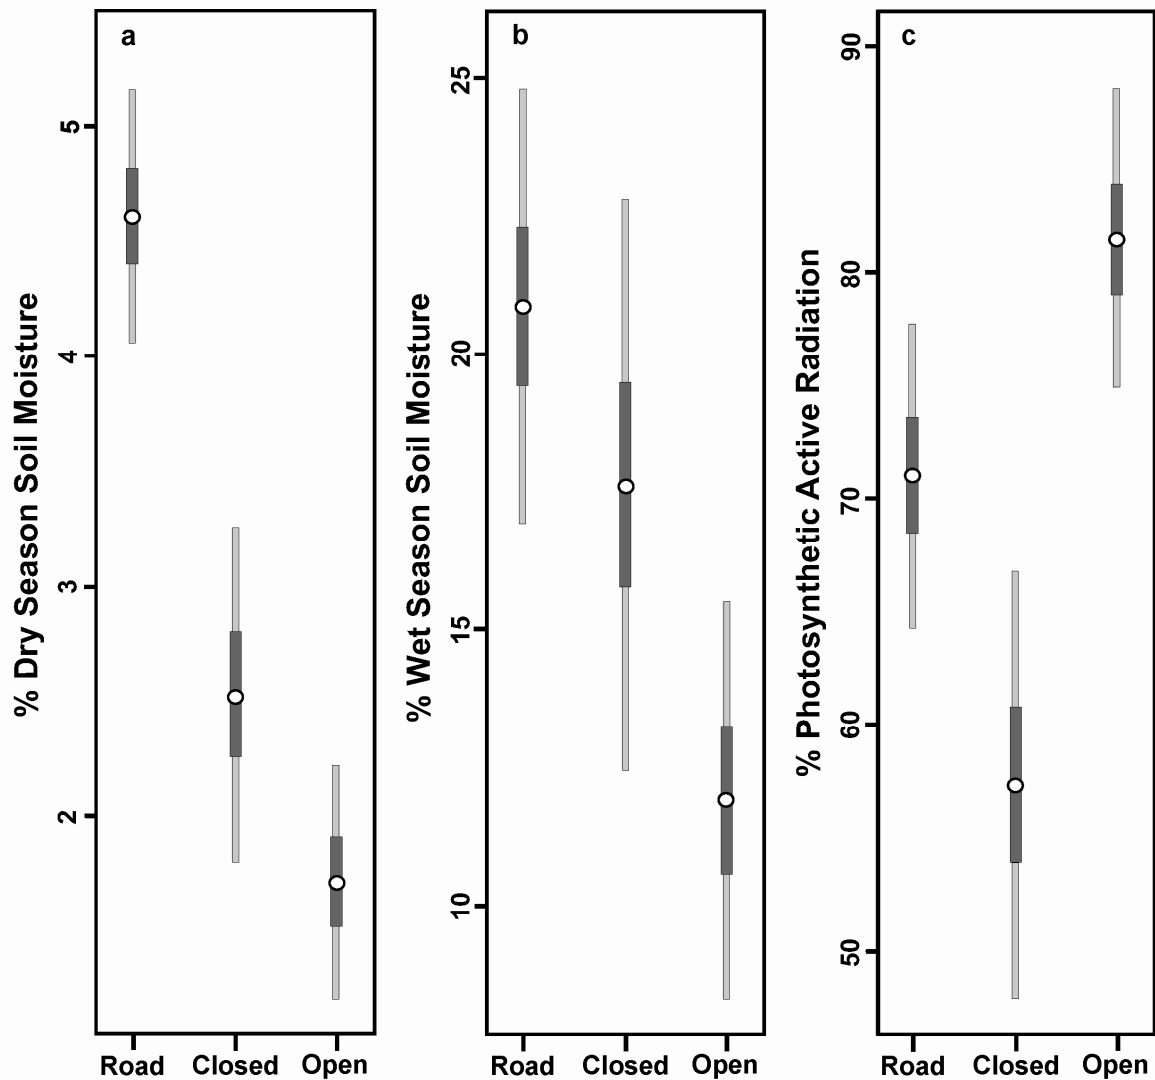 a
% Dry Season Soil Moisture
5
4
3
2
Road Closed Open
b
% Wet Season Soil Moisture
25
20
15
10
Road Closed Open
c
% Photosynthetic Active Radiation
90
80
70
60
50
Road Closed Open